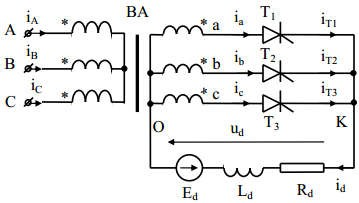 BA
A i_A * * a i_a T_1 i_T1
B i_B * * b i_b T_2 i_T2
C i_C * * c i_c T_3 i_T3
O u_d K
E_d L_d R_d i_d